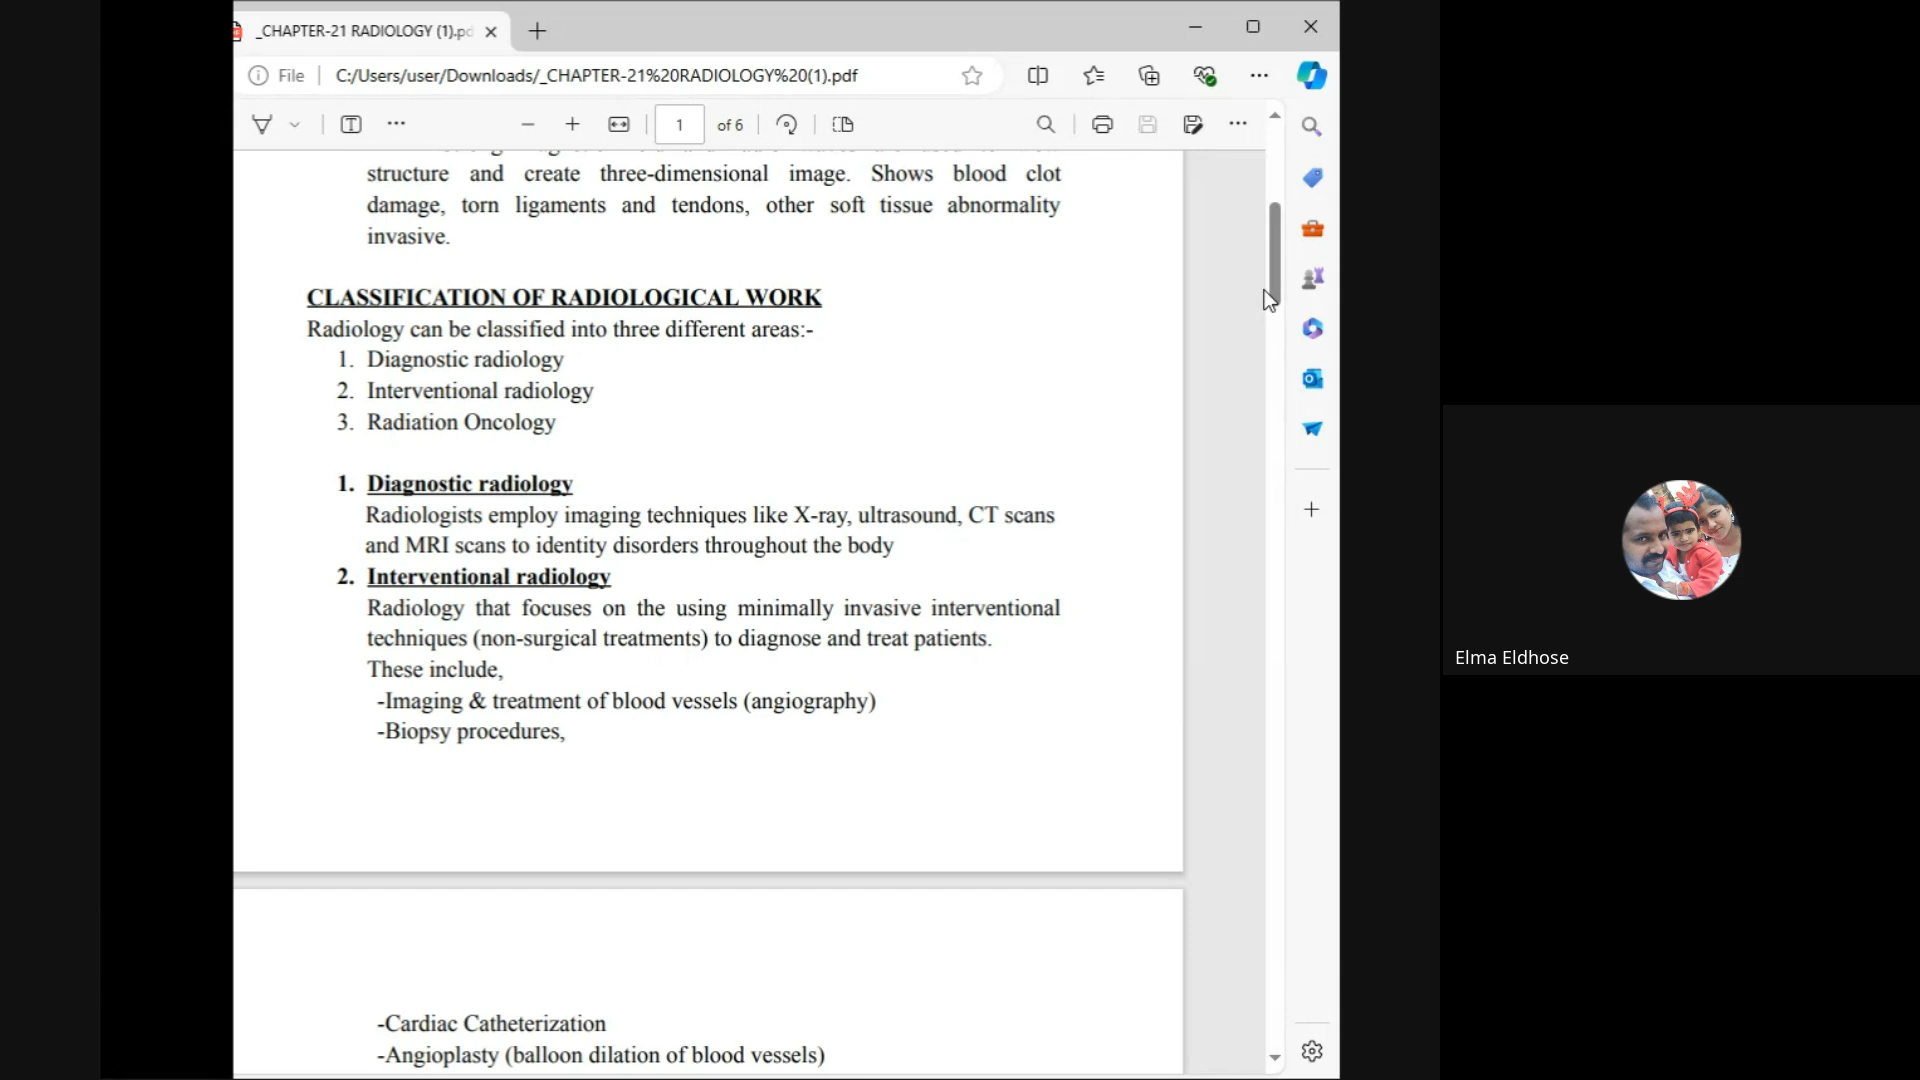 _CHAPTER-21 RADIOLOGY (1).pd
File
C:/Users/user/Downloads/_CHAPTER-21%20RADIOLOGY%20(1).pdf
1 of 6
structure and create three-dimensional image. Shows blood clot
damage, torn ligaments and tendons, other soft tissue abnormality
invasive.
CLASSIFICATION OF RADIOLOGICAL WORK
Radiology can be classified into three different areas:-
1. Diagnostic radiology
2. Interventional radiology
3. Radiation Oncology
1. Diagnostic radiology
Radiologists employ imaging techniques like X-ray, ultrasound, CT scans
and MRI scans to identity disorders throughout the body
2. Interventional radiology
Radiology that focuses on the using minimally invasive interventional
techniques (non-surgical treatments) to diagnose and treat patients.
These include,
-Imaging & treatment of blood vessels (angiography)
-Biopsy procedures,
-Cardiac Catheterization
-Angioplasty (balloon dilation of blood vessels)
Elma Eldhose